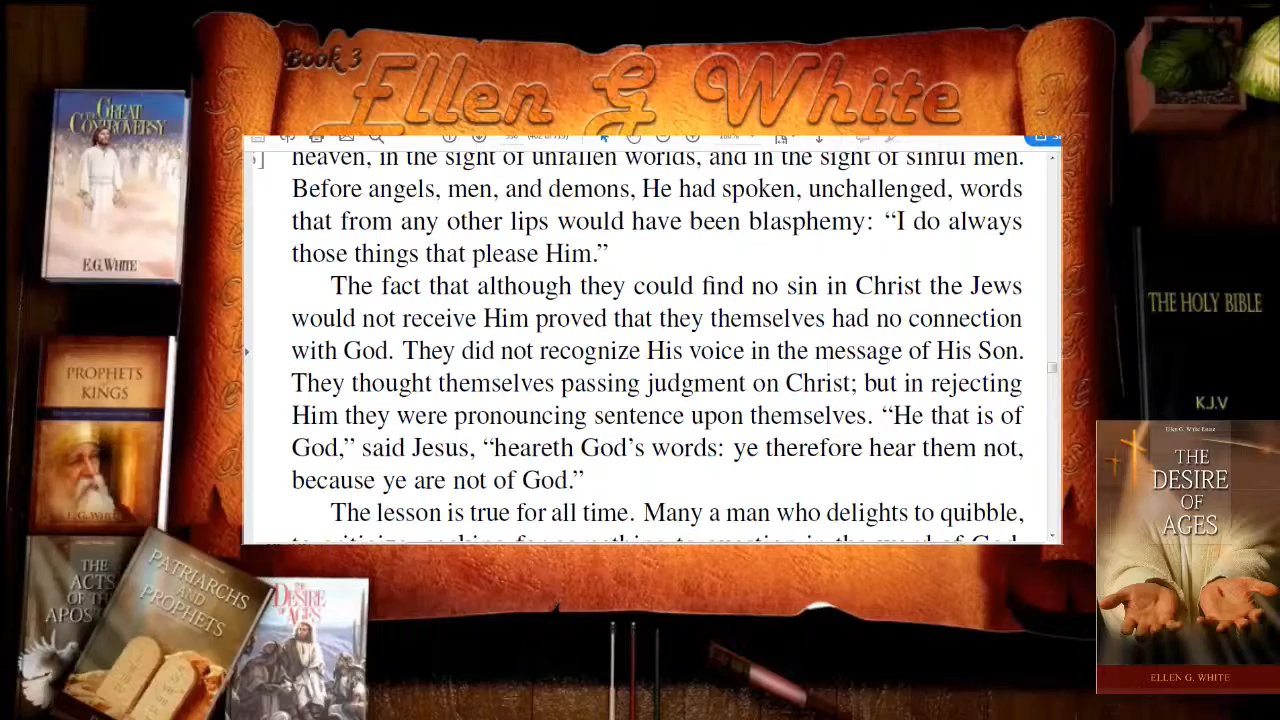 Book 3
Ellen G White
heaven, in the sight of unfallen worlds, and in the sight of sinful men.
Before angels, men, and demons, He had spoken, unchallenged, words
that from any other lips would have been blasphemy: “I do always
those things that please Him.”
The fact that although they could find no sin in Christ the Jews
would not receive Him proved that they themselves had no connection
with God. They did not recognize His voice in the message of His Son.
They thought themselves passing judgment on Christ; but in rejecting
Him they were pronouncing sentence upon themselves. “He that is of
God,” said Jesus, “heareth God’s words: ye therefore hear them not,
because ye are not of God.”
The lesson is true for all time. Many a man who delights to quibble,
GREAT
CONTROVERSY
E.G. WHITE
PROPHETS
KINGS
E. G. WHITE
THE
ACTS
OF THE
PATRIARCHS
AND
PROPHETS
THE
DESIRE
OF AGES
THE HOLY BIBLE
K.J.V
THE
DESIRE
OF
AGES
ELLEN G. WHITE